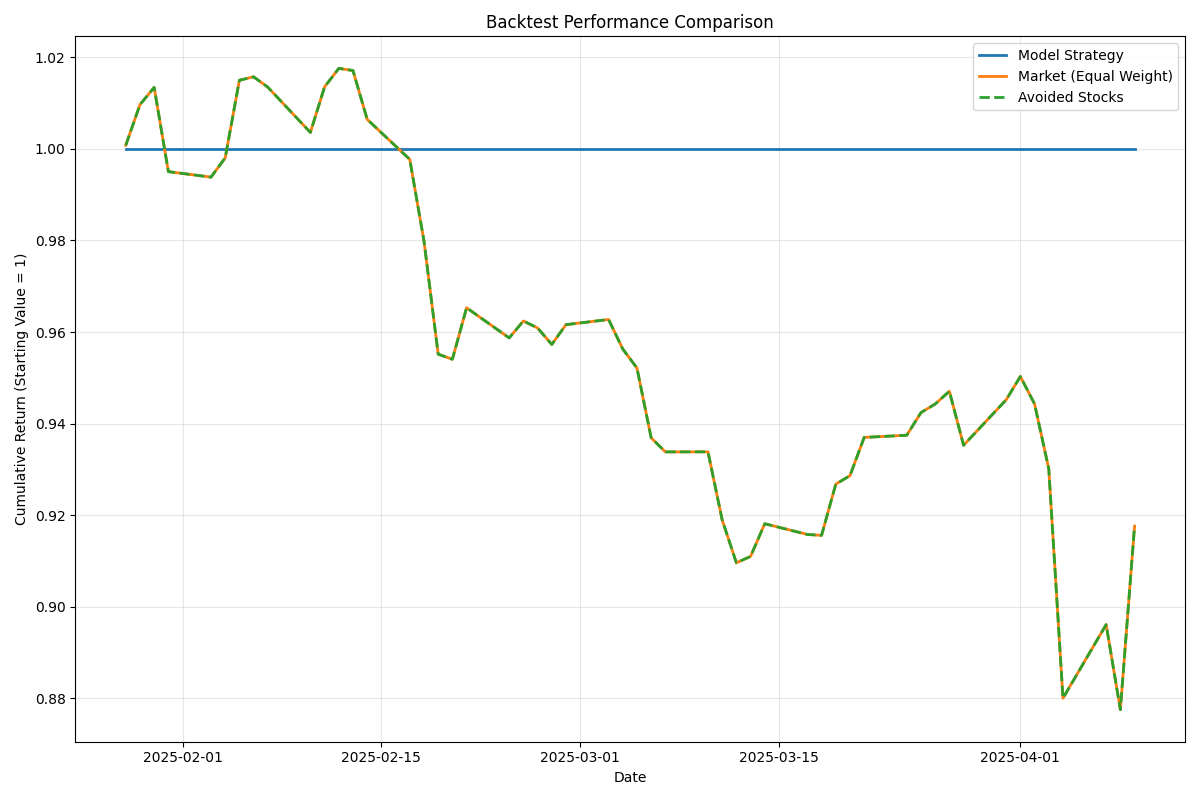 Backtest Performance Comparison
Model Strategy
Market (Equal Weight)
Avoided Stocks
Cumulative Return (Starting Value = 1)
1.02
1.00
0.98
0.96
0.94
0.92
0.90
0.88
2025-02-01
2025-02-15
2025-03-01
2025-03-15
2025-04-01
Date